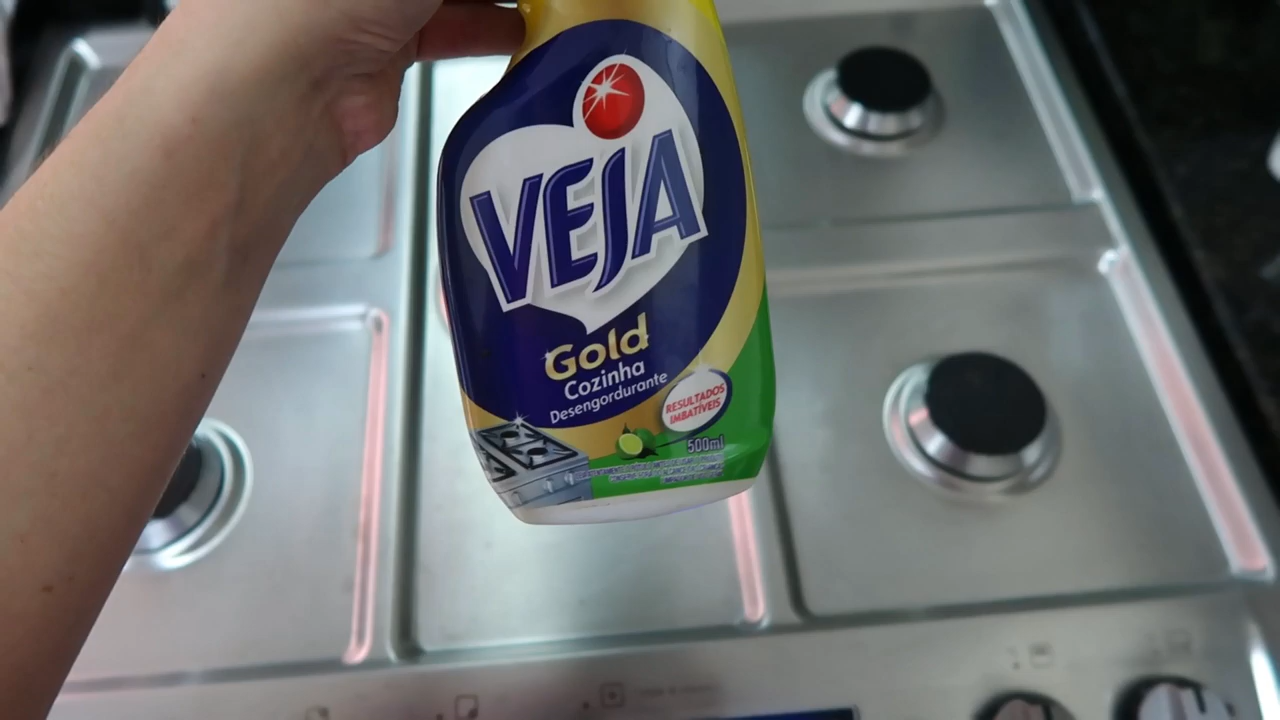 VEJA
Gold
Cozinha
Desengordurante
RESULTADOS
IMBATÍVEIS
500ml